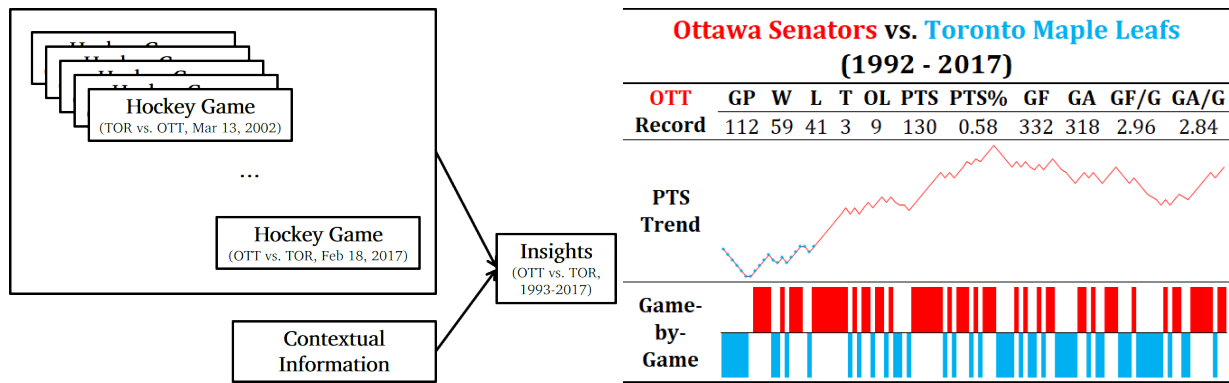 Hockey Game
(TOR vs. OTT, Mar 13, 2002)
...
Hockey Game
(OTT vs. TOR, Feb 18, 2017)
Insights
(OTT vs. TOR,
1993-2017)
Contextual
Information
Ottawa Senators vs. Toronto Maple Leafs
(1992 - 2017)
OTT GP W L T OL PTS PTS% GF GA GF/G GA/G
Record 112 59 41 3 9 130 0.58 332 318 2.96 2.84
PTS
Trend
Game-
by-
Game